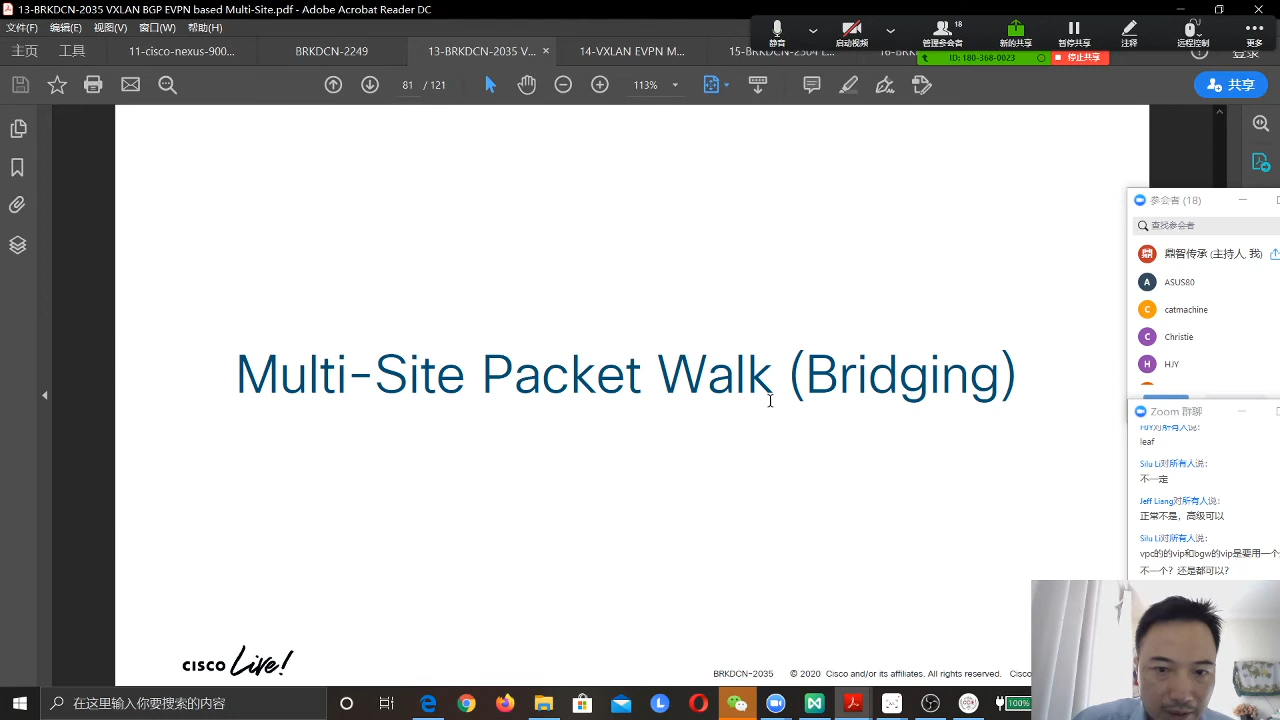 13-BRKDCN-2035 VXLAN BGP EVPN based Multi-Site.pdf - Adobe Acrobat Reader DC
文件(F) 编辑(E) 视图(V) 窗口(W) 帮助(H)
静音 启动视频 18 管理参会者 新的共享 暂停共享 注释 远程控制 更多
主页 工具 11-cisco-nexus-900... BRKDCN-2249 13-BRKDCN-2035 V... × 14-VXLAN EVPN M... 登录
ID: 180-368-0023 停止共享
81 / 121 113% 共享
参会者 (18)
查找参会者
鼎智传承 (主持人, 我)
A ASUS80
C catmachine
C Christie
H HJY
Multi-Site Packet Walk (Bridging)
Zoom 群聊
HJY对所有人说:
leaf
Silu Li对所有人说:
不一定
Jeff Liang对所有人说:
正常不是，高级可以
Silu Li对所有人说:
vpc的的vip和bgw的vip是要用一个
不一个？还是都可以?
CISCO Live!
BRKDCN-2035 © 2020 Cisco and/or its affiliates. All rights reserved. Cisco
在这里输入你要搜索的内容 100%